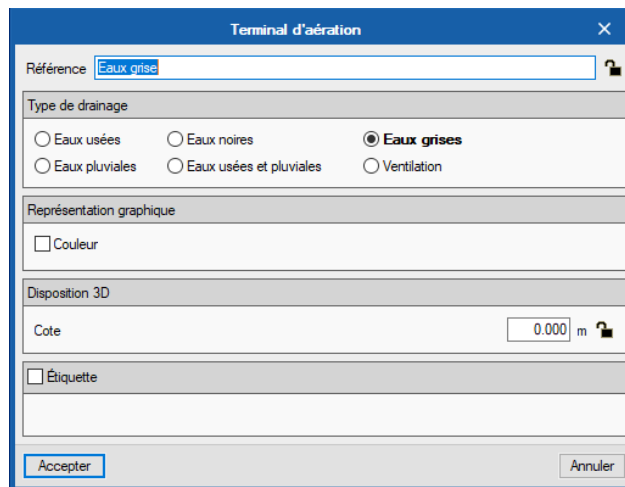 Terminal d'aération
Référence Eaux grise
Type de drainage
Eaux usées Eaux noires Eaux grises
Eaux pluviales Eaux usées et pluviales Ventilation
Représentation graphique
Couleur
Disposition 3D
Cote 0.000 m
Étiquette
Accepter Annuler